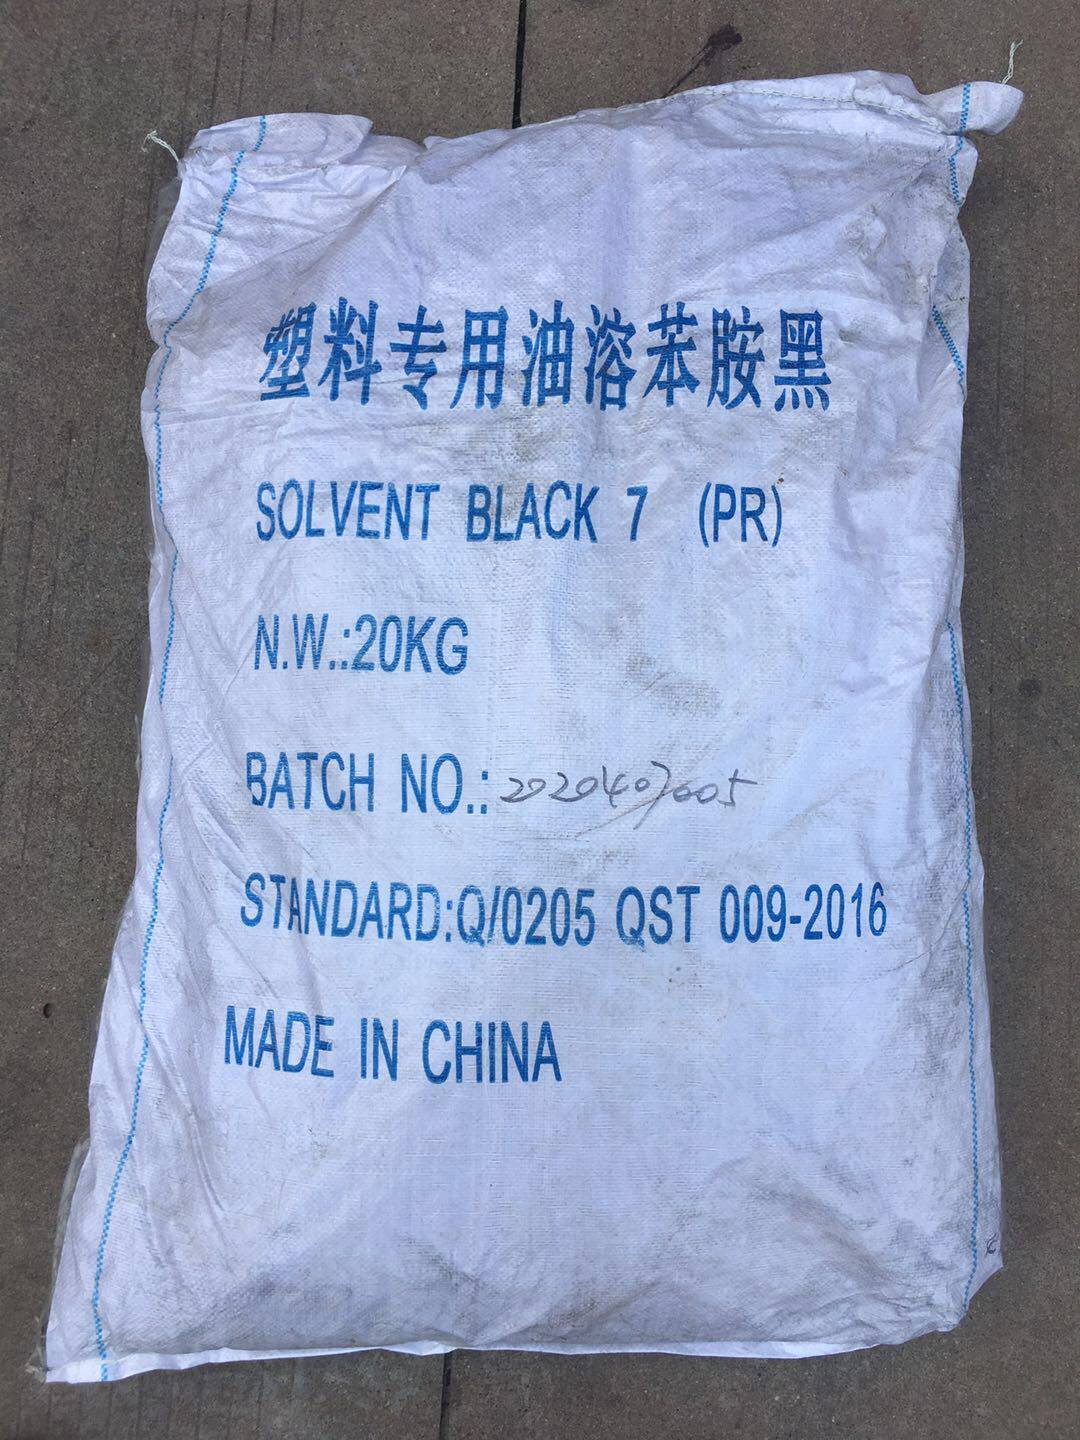 塑料专用油溶苯胺黑
SOLVENT BLACK 7 (PR)
N.W.:20KG
BATCH NO.: 2020407005
STANDARD:Q/0205 QST 009-2016
MADE IN CHINA